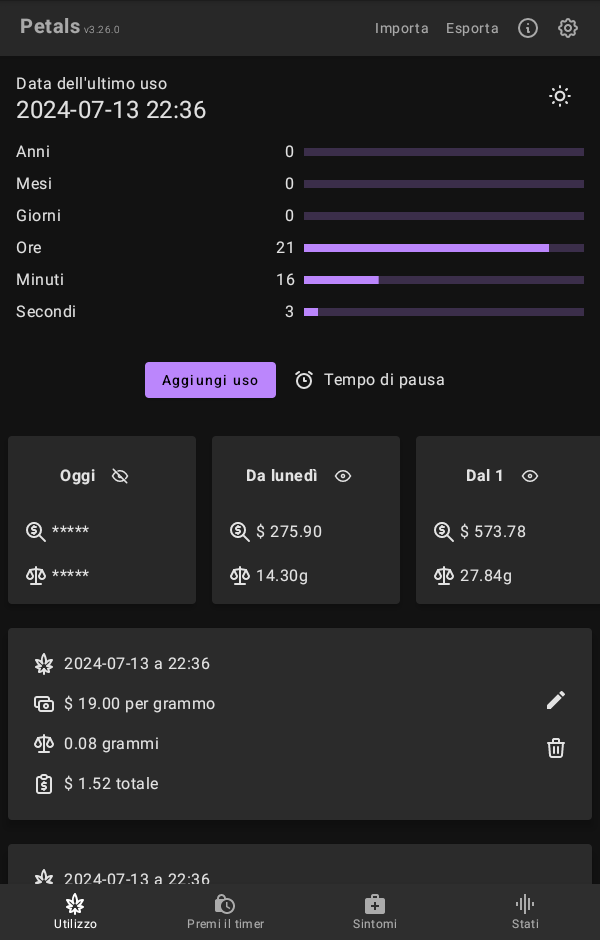 Petals v3.26.0 Importa Esporta
Data dell'ultimo uso
2024-07-13 22:36
Anni 0
Mesi 0
Giorni 0
Ore 21
Minuti 16
Secondi 3
Aggiungi uso Tempo di pausa
Oggi Da lunedì Dal 1
***** $ 275.90 $ 573.78
***** 14.30g 27.84g
2024-07-13 a 22:36
$ 19.00 per grammo
0.08 grammi
$ 1.52 totale
2024-07-13 a 22:36
Utilizzo Premi il timer Sintomi Stati